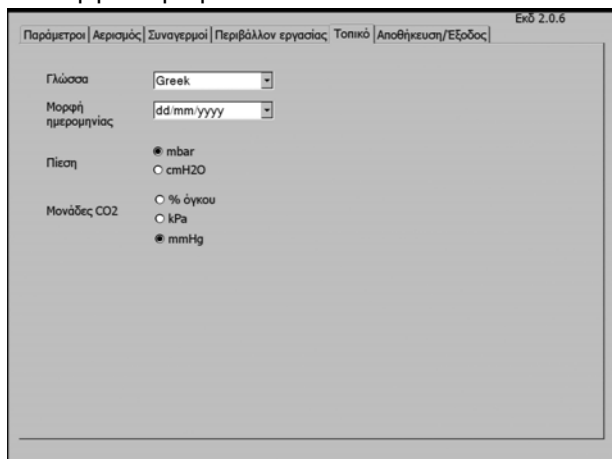 Εκδ 2.0.6
Παράμετροι Αερισμός Συναγερμοί Περιβάλλον εργασίας Τοπικό Αποθήκευση/Έξοδος
Γλώσσα Greek
Μορφή ημερομηνίας dd/mm/yyyy
Πίεση
mbar
cmH2O
Μονάδες CO2
% όγκου
kPa
mmHg